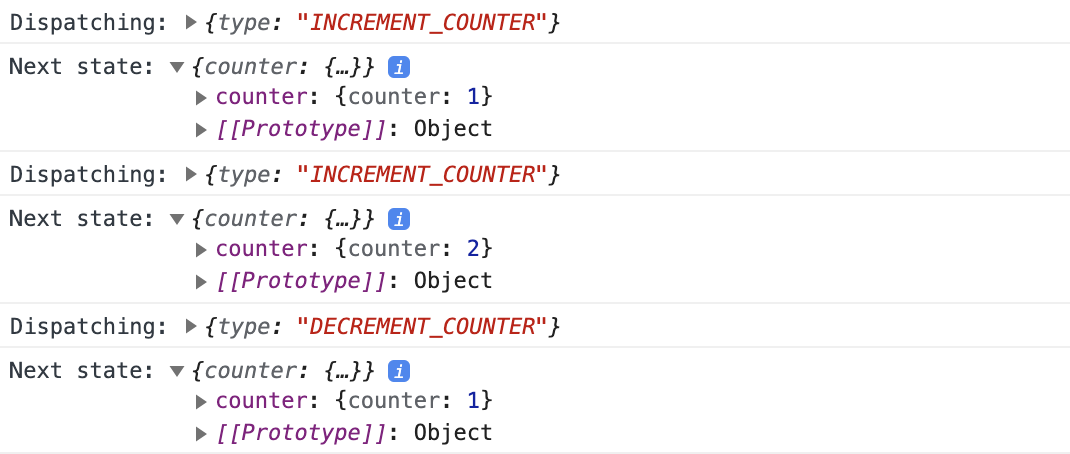 Dispatching: ▶ {type: "INCREMENT_COUNTER"}
Next state: ▼ {counter: {…}} i
▶ counter: {counter: 1}
▶ [[Prototype]]: Object
Dispatching: ▶ {type: "INCREMENT_COUNTER"}
Next state: ▼ {counter: {…}} i
▶ counter: {counter: 2}
▶ [[Prototype]]: Object
Dispatching: ▶ {type: "DECREMENT_COUNTER"}
Next state: ▼ {counter: {…}} i
▶ counter: {counter: 1}
▶ [[Prototype]]: Object